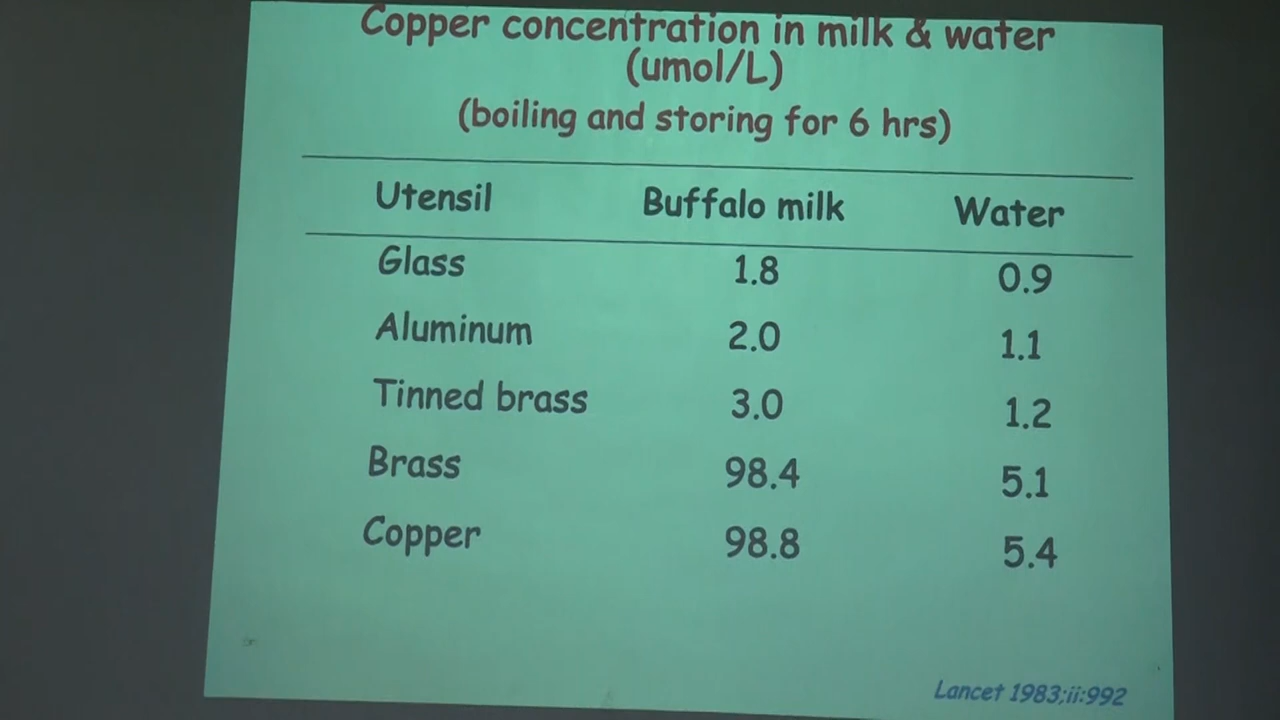 Copper concentration in milk & water
(umol/L)
(boiling and storing for 6 hrs)
Utensil Buffalo milk Water
Glass 1.8 0.9
Aluminum 2.0 1.1
Tinned brass 3.0 1.2
Brass 98.4 5.1
Copper 98.8 5.4
Lancet 1983;ii:992